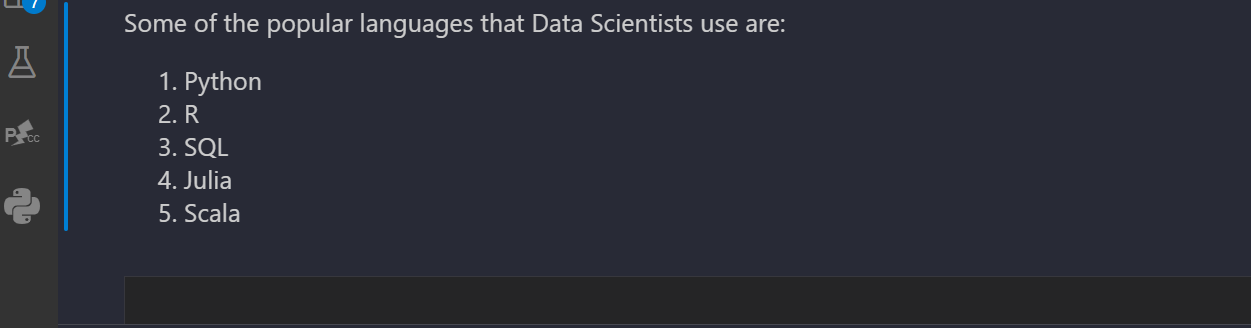 7
Some of the popular languages that Data Scientists use are:
1. Python
2. R
3. SQL
P
CC
4. Julia
5. Scala